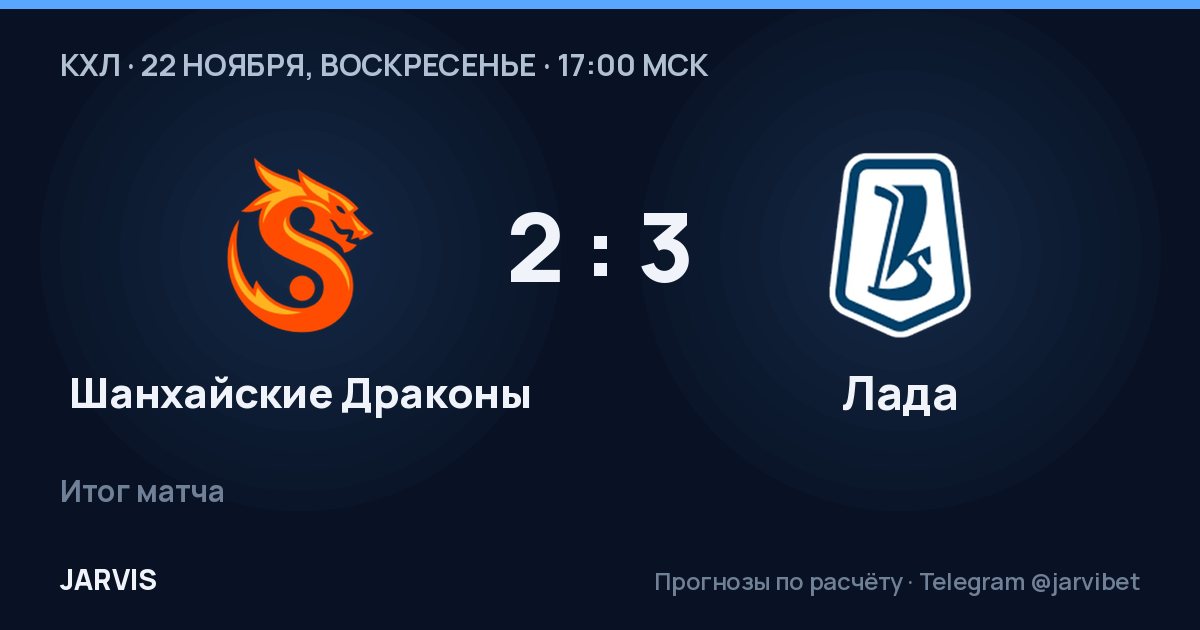 КХЛ · 22 НОЯБРЯ, ВОСКРЕСЕНЬЕ · 17:00 МСК
2 : 3
Шанхайские Драконы
Лада
Итог матча
JARVIS
Прогнозы по расчёту · Telegram @jarvibet